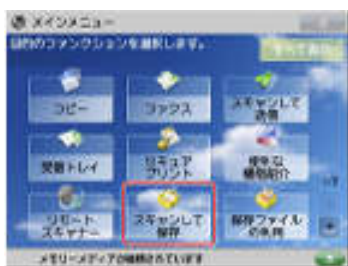 メインメニュー
目的のファンクションを選択します。
すべて表示
コピー
ファクス
スキャンして
送信
受信トレイ
セキュア
プリント
便利な
機能紹介
リモート
スキャナー
スキャンして
保存
保存ファイル
の利用
メモリーメディアが接続されています